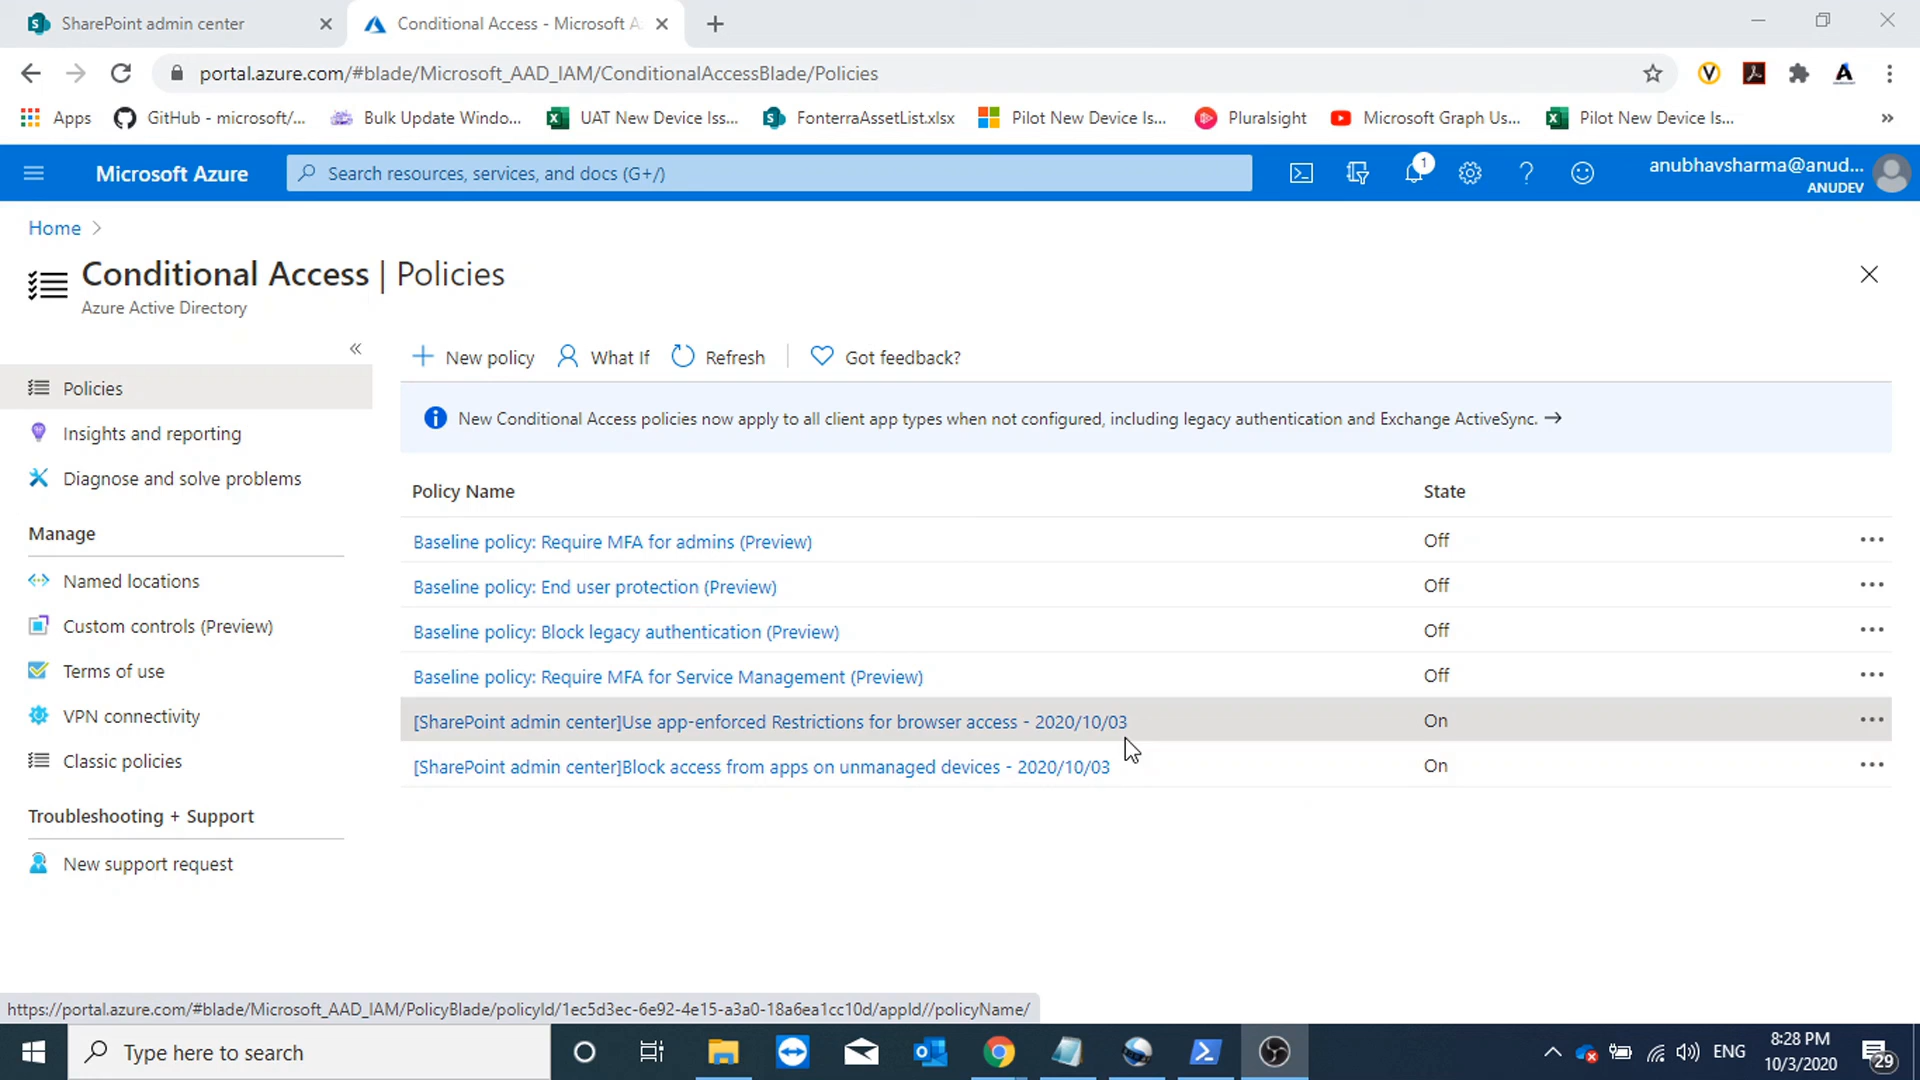 SharePoint admin center
Conditional Access - Microsoft A
portal.azure.com/#blade/Microsoft_AAD_IAM/ConditionalAccessBlade/Policies
Apps
GitHub - microsoft/...
Bulk Update Windo...
UAT New Device Iss...
FonterraAssetList.xlsx
Pilot New Device Is...
Pluralsight
Microsoft Graph Us...
Pilot New Device Is...
»
Microsoft Azure
Search resources, services, and docs (G+/)
1
anubhavsharma@anud...
ANUDEV
Home >
Conditional Access | Policies
Azure Active Directory
«
Policies
Insights and reporting
Diagnose and solve problems
Manage
Named locations
Custom controls (Preview)
Terms of use
VPN connectivity
Classic policies
Troubleshooting + Support
New support request
New policy
What If
Refresh
Got feedback?
New Conditional Access policies now apply to all client app types when not configured, including legacy authentication and Exchange ActiveSync. →
Policy Name State
Baseline policy: Require MFA for admins (Preview) Off
Baseline policy: End user protection (Preview) Off
Baseline policy: Block legacy authentication (Preview) Off
Baseline policy: Require MFA for Service Management (Preview) Off
[SharePoint admin center]Use app-enforced Restrictions for browser access - 2020/10/03 On
[SharePoint admin center]Block access from apps on unmanaged devices - 2020/10/03 On
https://portal.azure.com/#blade/Microsoft_AAD_IAM/PolicyBlade/policyId/1ec5d3ec-6e92-4e15-a3a0-18a6ea1cc10d/appId//policyName/
Type here to search
ENG
8:28 PM
10/3/2020
29